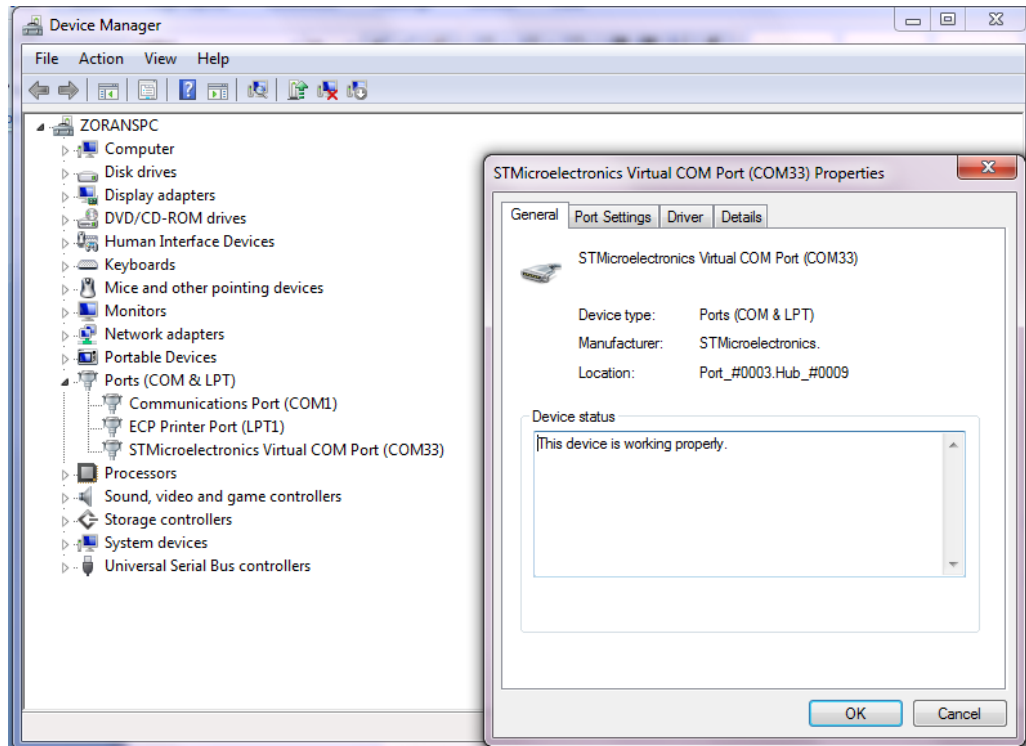 Device Manager
File Action View Help
ZORANSPC
Computer
Disk drives
Display adapters
DVD/CD-ROM drives
Human Interface Devices
Keyboards
Mice and other pointing devices
Monitors
Network adapters
Portable Devices
Ports (COM & LPT)
Communications Port (COM1)
ECP Printer Port (LPT1)
STMicroelectronics Virtual COM Port (COM33)
Processors
Sound, video and game controllers
Storage controllers
System devices
Universal Serial Bus controllers
STMicroelectronics Virtual COM Port (COM33) Properties
General Port Settings Driver Details
STMicroelectronics Virtual COM Port (COM33)
Device type: Ports (COM & LPT)
Manufacturer: STMicroelectronics.
Location: Port_#0003.Hub_#0009
Device status
This device is working properly.
OK Cancel